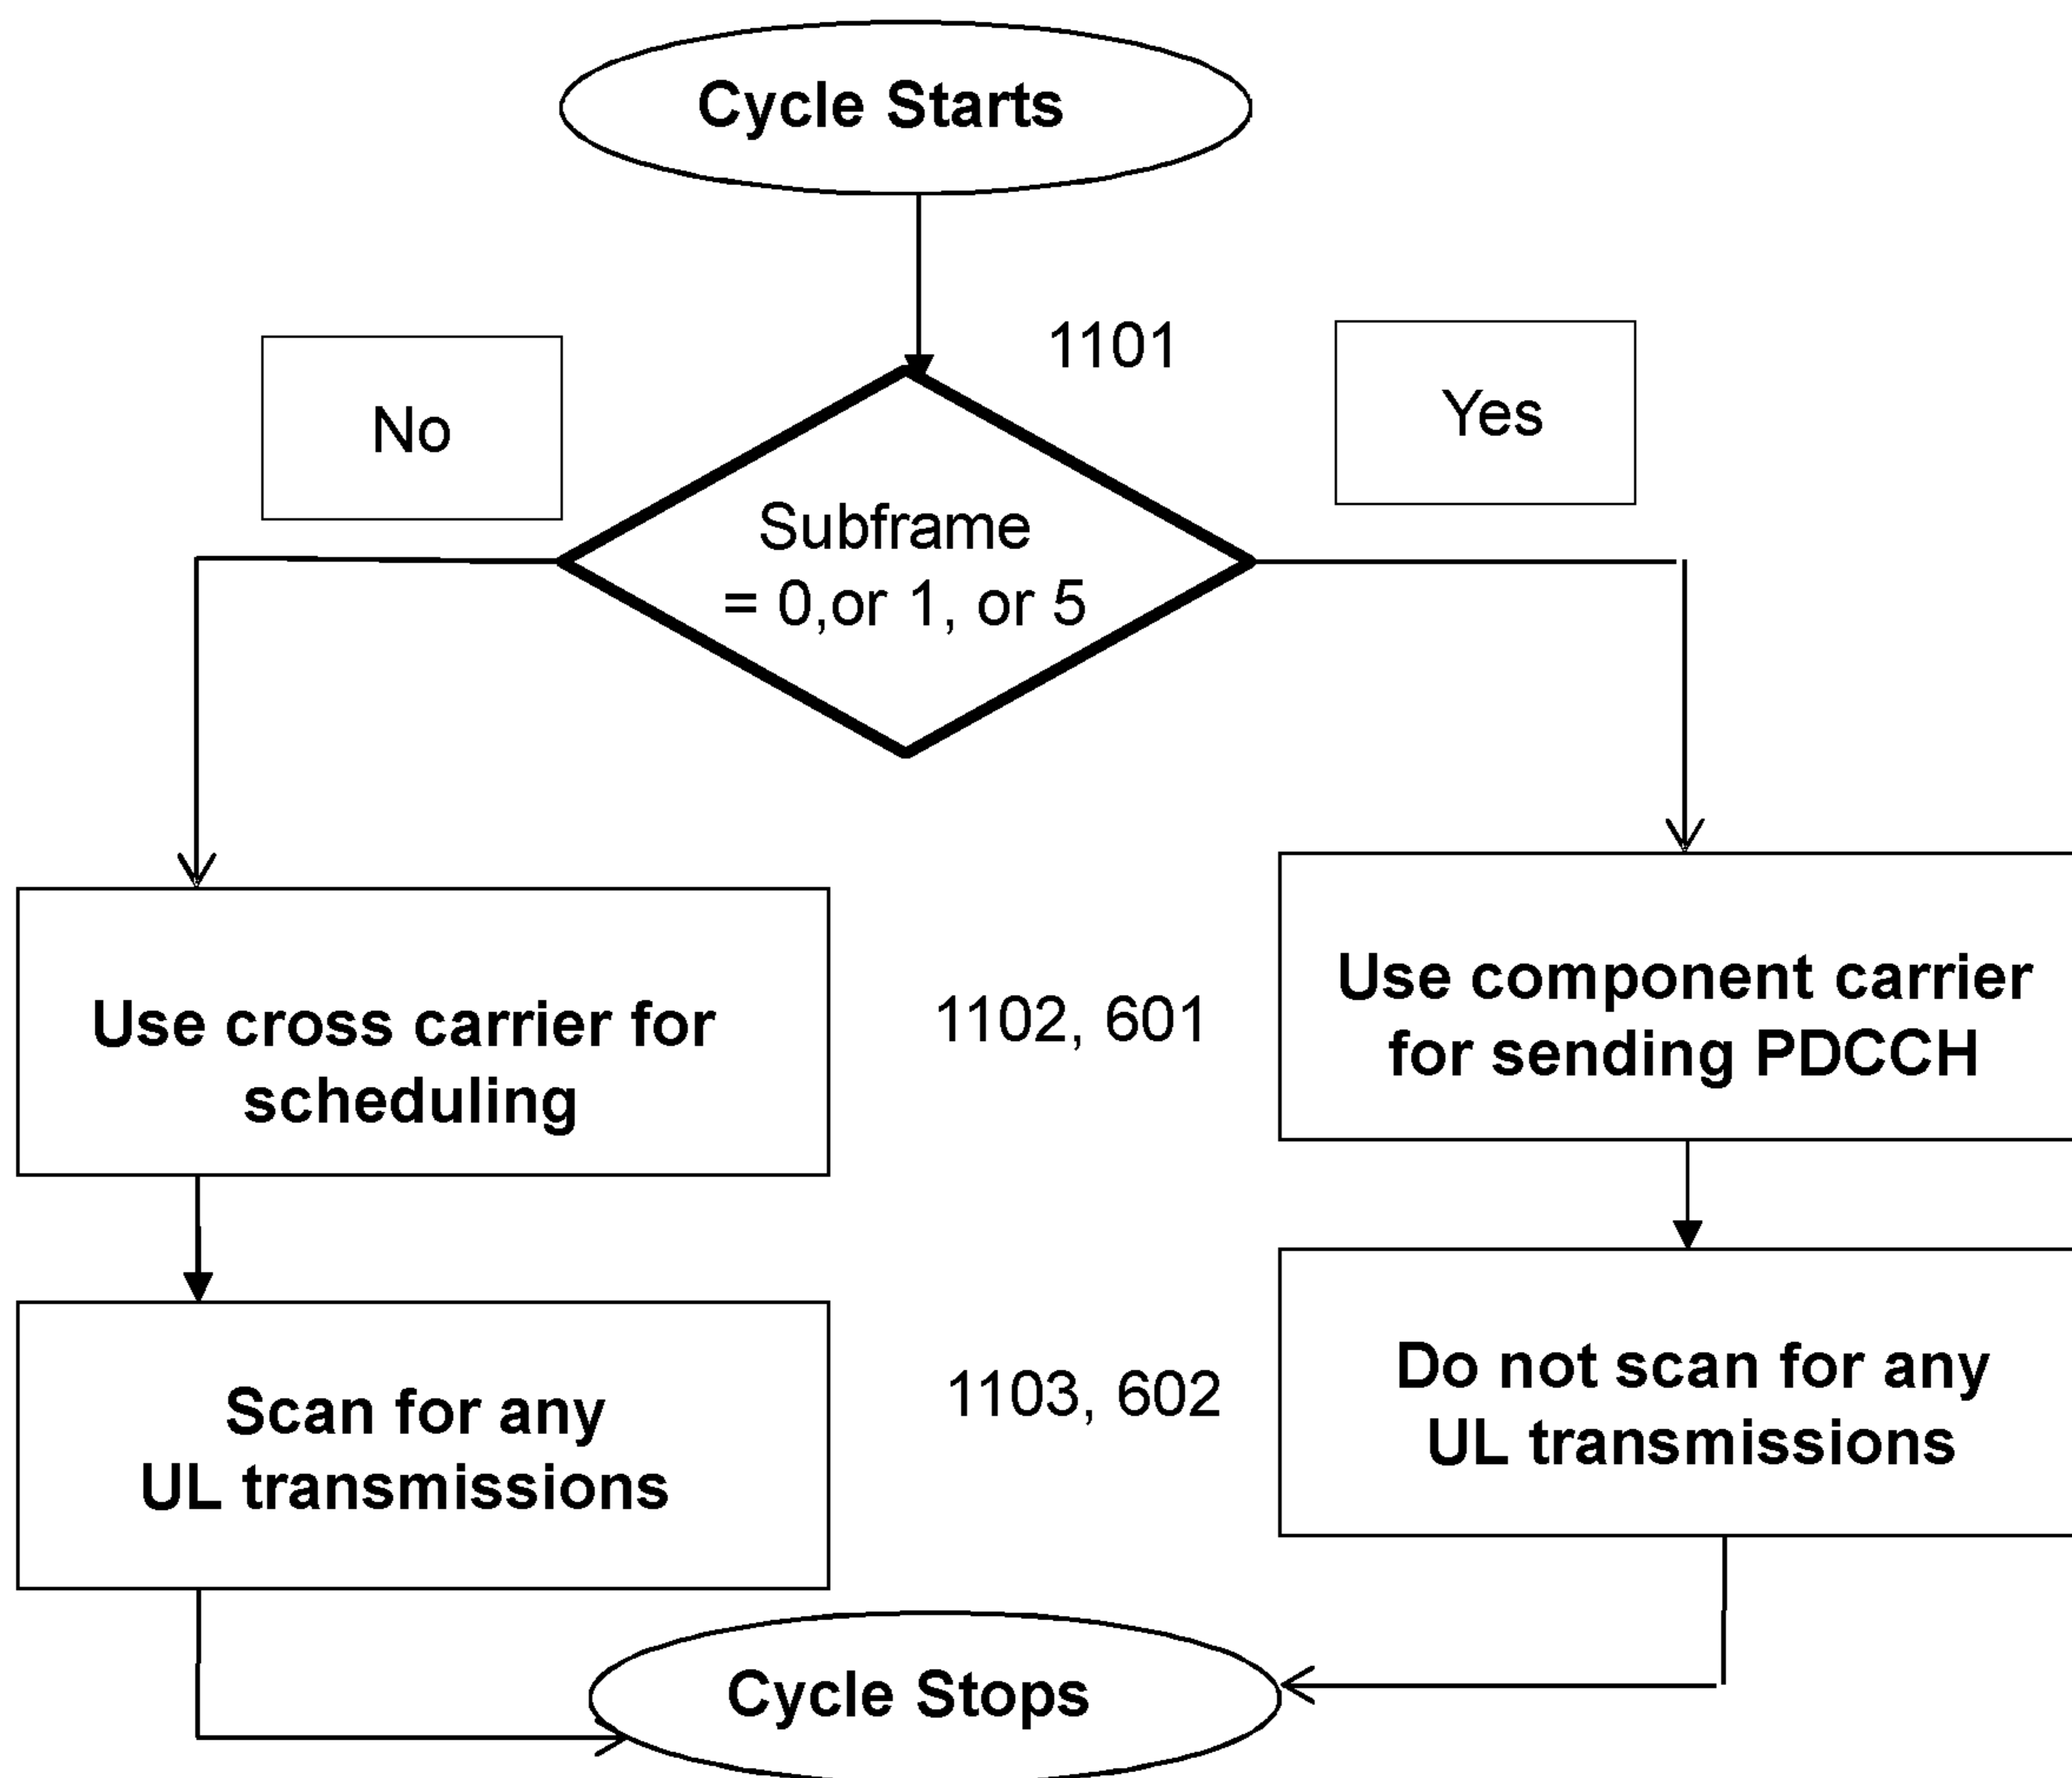 Cycle Starts
1101
No
Yes
Subframe
= 0,or 1, or 5
Use cross carrier for
scheduling
1102, 601
Use component carrier
for sending PDCCH
Scan for any
UL transmissions
1103, 602
Do not scan for any
UL transmissions
Cycle Stops